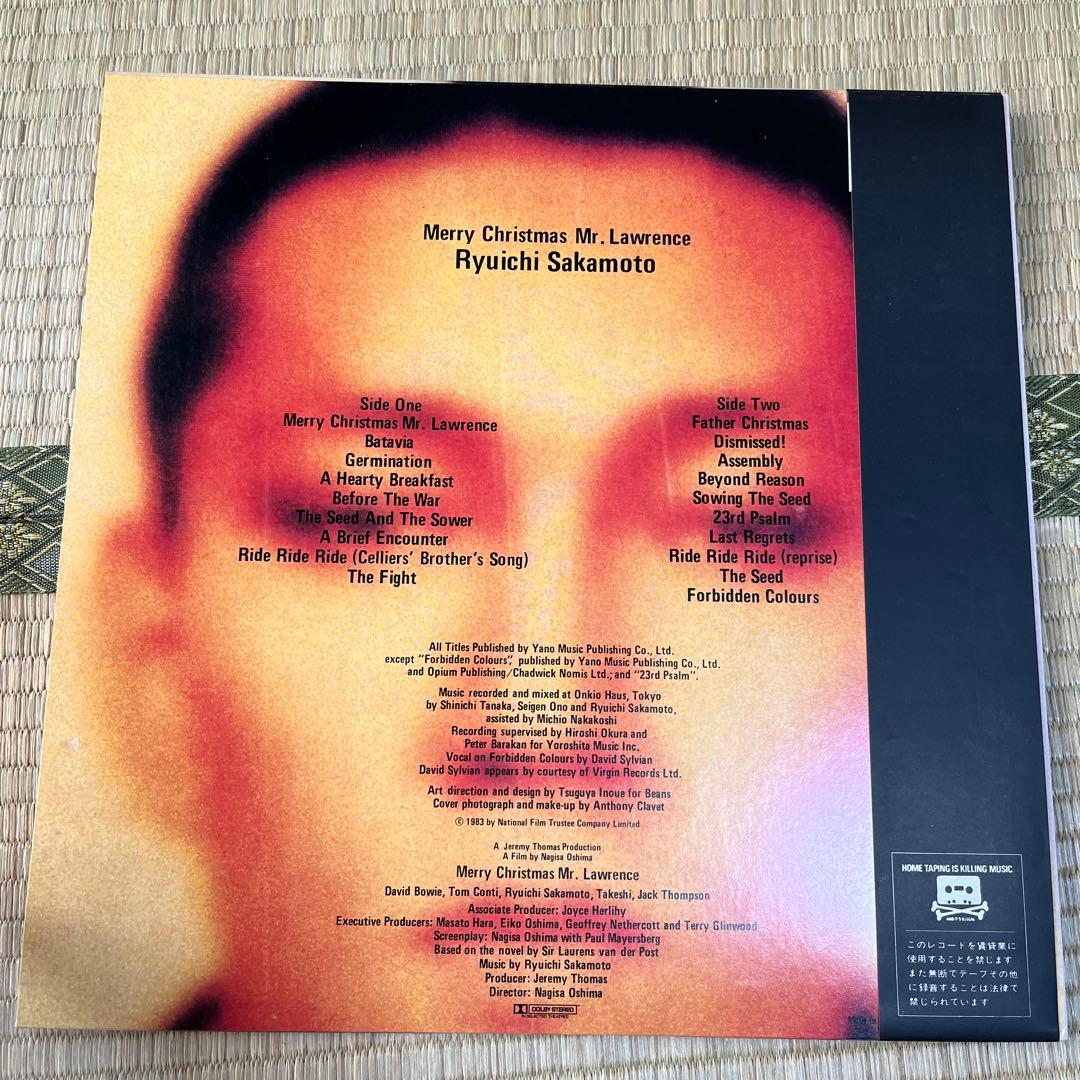 Merry Christmas Mr. Lawrence
Ryuichi Sakamoto
Side One
Merry Christmas Mr. Lawrence
Batavia
Germination
A Hearty Breakfast
Before The War
The Seed And The Sower
A Brief Encounter
Ride Ride Ride (Celliers' Brother's Song)
The Fight
Side Two
Father Christmas
Dismissed!
Assembly
Beyond Reason
Sowing The Seed
23rd Psalm
Last Regrets
Ride Ride Ride (reprise)
The Seed
Forbidden Colours
All Titles Published by Yano Music Publishing Co., Ltd.
except "Forbidden Colours", published by Yano Music Publishing Co., Ltd.
and Opium Publishing/Chadwick Nomis Ltd.; and "23rd Psalm".
Music recorded and mixed at Onkio Haus, Tokyo
by Shinichi Tanaka, Seigen Ono and Ryuichi Sakamoto,
assisted by Michio Nakakoshi
Recording supervised by Hiroshi Okura and
Peter Barakan for Yoroshita Music Inc.
Vocal on Forbidden Colours by David Sylvian
David Sylvian appears by courtesy of Virgin Records Ltd.
Art direction and design by Tsuguya Inoue for Beans
Cover photograph and make-up by Anthony Clavet
© 1983 by National Film Trustee Company Limited
A Jeremy Thomas Production
A Film by Nagisa Oshima
Merry Christmas Mr. Lawrence
David Bowie, Tom Conti, Ryuichi Sakamoto, Takeshi, Jack Thompson
Associate Producer: Joyce Herlihy
Executive Producers: Masato Hara, Eiko Oshima, Geoffrey Nethercott and Terry Glinwood
Screenplay: Nagisa Oshima with Paul Mayersberg
Based on the novel by Sir Laurens van der Post
Music by Ryuichi Sakamoto
Producer: Jeremy Thomas
Director: Nagisa Oshima
DOLBY STEREO
IN SELECTED THEATRES
HOME TAPING IS KILLING MUSIC
AND IT'S ILLEGAL
このレコードを賃貸業に
使用することを禁じます
また無断でテープその他
に録音することは法律で
禁じられています